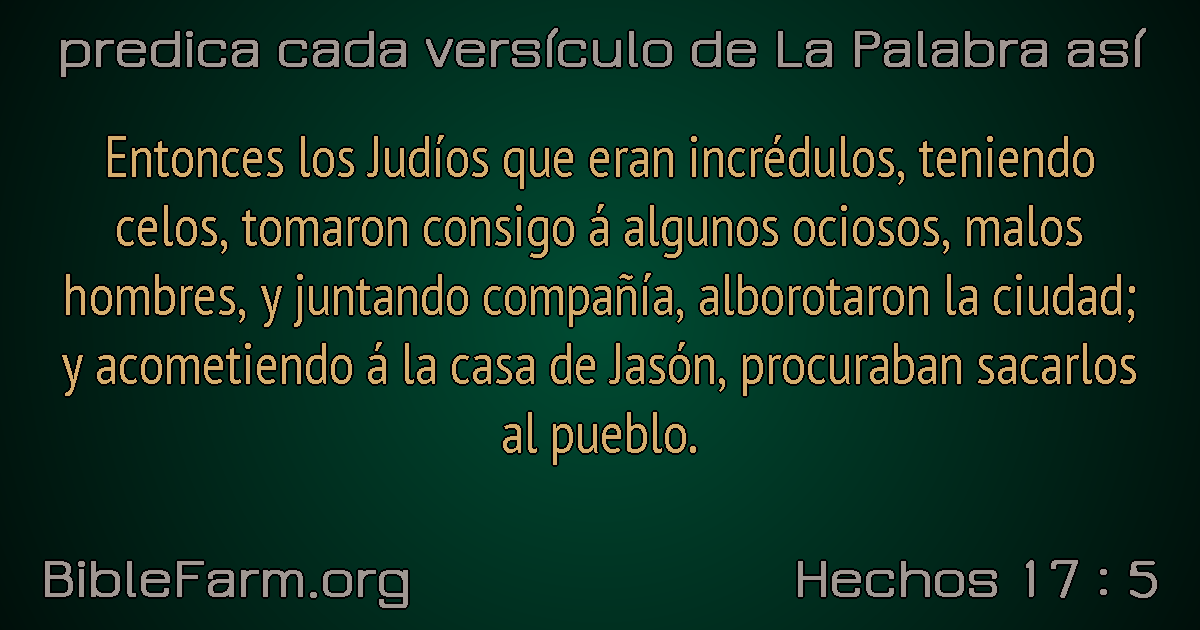 predica cada versículo de La Palabra así
Entonces los Judíos que eran incrédulos, teniendo
celos, tomaron consigo á algunos ociosos, malos
hombres, y juntando compañía, alborotaron la ciudad;
y acometiendo á la casa de Jasón, procuraban sacarlos
al pueblo.
BibleFarm.org
Hechos 17 : 5